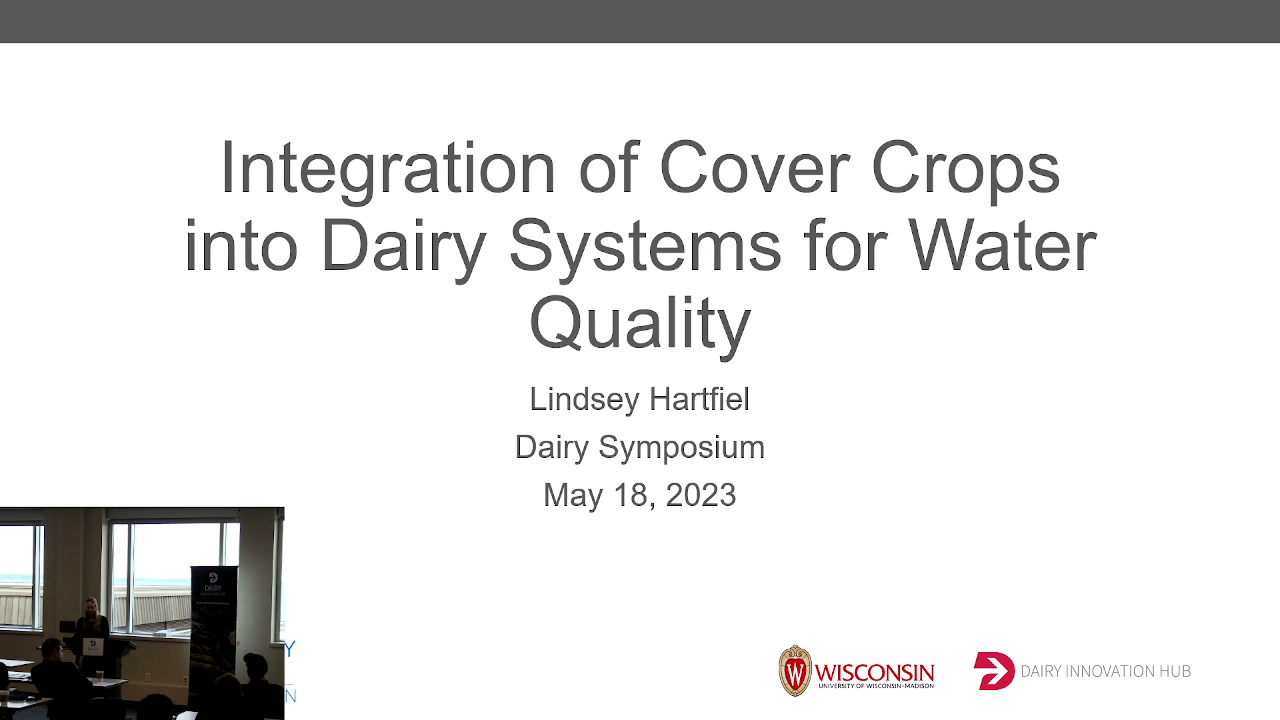 Integration of Cover Crops
into Dairy Systems for Water
Quality
Lindsey Hartfiel
Dairy Symposium
May 18, 2023
DAIRY
Y
N
WISCONSIN
UNIVERSITY OF WISCONSIN–MADISON
DAIRY INNOVATION HUB